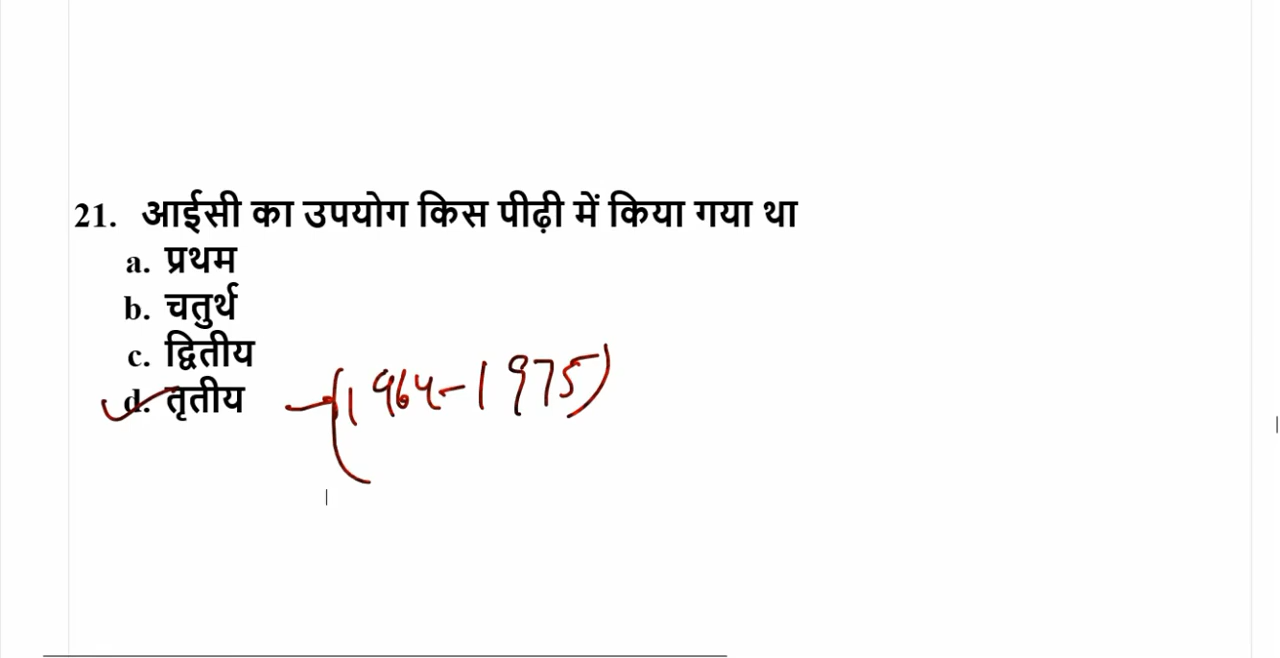 21. आईसी का उपयोग किस पीढ़ी में किया गया था
a. प्रथम
b. चतुर्थ
c. द्वितीय
d. तृतीय (1964-1975)